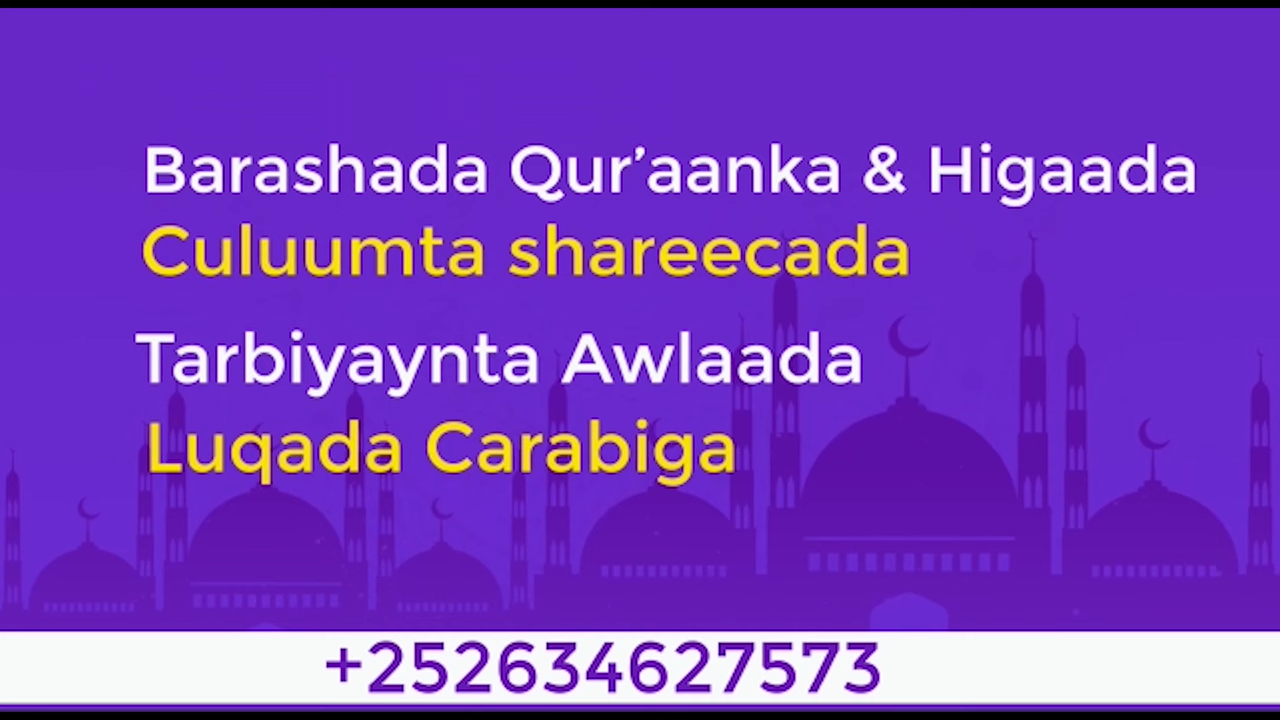 Barashada Qur’aanka & Higaada
Culuumta shareecada
Tarbiyaynta Awlaada
Luqada Carabiga
+252634627573